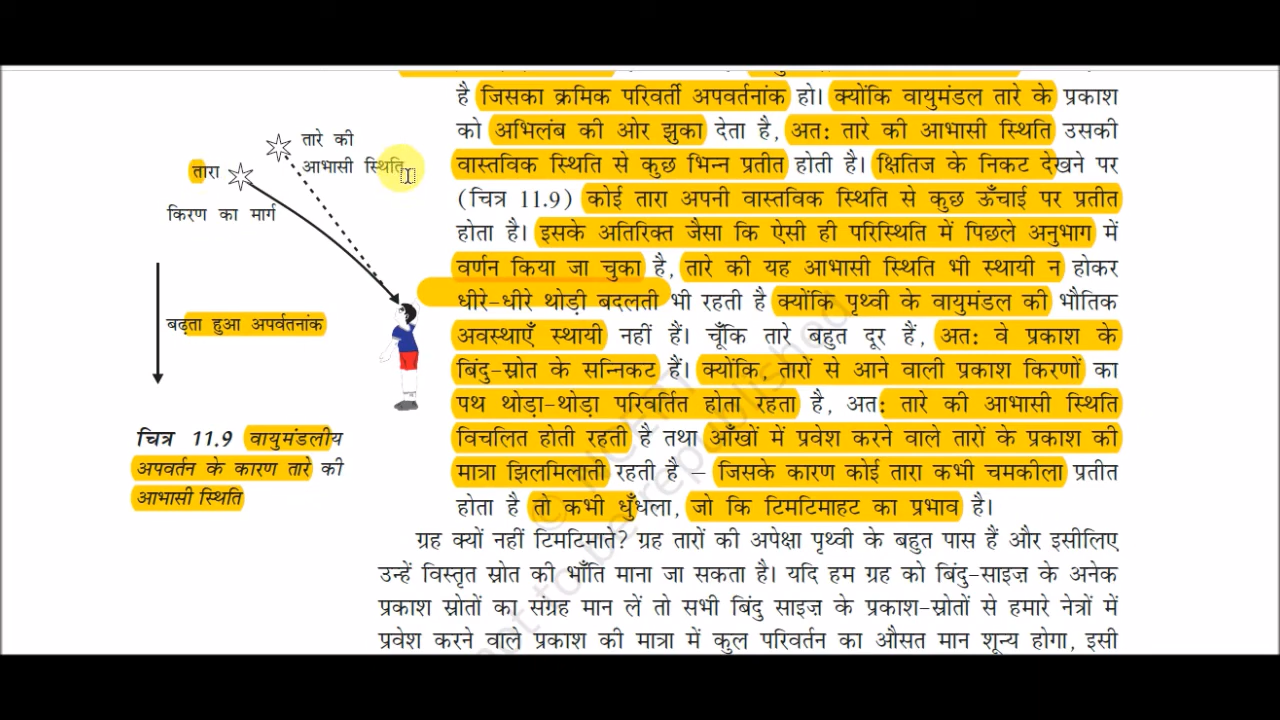 है जिसका क्रमिक परिवर्ती अपवर्तनांक हो। क्योंकि वायुमंडल तारे के प्रकाश
को अभिलंब की ओर झुका देता है, अतः तारे की आभासी स्थिति उसकी
वास्तविक स्थिति से कुछ भिन्न प्रतीत होती है। क्षितिज के निकट देखने पर
(चित्र 11.9) कोई तारा अपनी वास्तविक स्थिति से कुछ ऊँचाई पर प्रतीत
होता है। इसके अतिरिक्त जैसा कि ऐसी ही परिस्थिति में पिछले अनुभाग में
वर्णन किया जा चुका है, तारे की यह आभासी स्थिति भी स्थायी न होकर
धीरे-धीरे थोड़ी बदलती भी रहती है क्योंकि पृथ्वी के वायुमंडल की भौतिक
अवस्थाएँ स्थायी नहीं हैं। चूँकि तारे बहुत दूर हैं, अतः वे प्रकाश के
बिंदु-स्रोत के सन्निकट हैं। क्योंकि, तारों से आने वाली प्रकाश किरणों का
पथ थोड़ा-थोड़ा परिवर्तित होता रहता है, अतः तारे की आभासी स्थिति
विचलित होती रहती है तथा आँखों में प्रवेश करने वाले तारों के प्रकाश की
मात्रा झिलमिलाती रहती है – जिसके कारण कोई तारा कभी चमकीला प्रतीत
होता है तो कभी धुँधला, जो कि टिमटिमाहट का प्रभाव है।
तारे की
आभासी स्थिति
तारा
किरण का मार्ग
बढ़ता हुआ अपवर्तनांक
चित्र 11.9 वायुमंडलीय
अपवर्तन के कारण तारे की
आभासी स्थिति
ग्रह क्यों नहीं टिमटिमाते? ग्रह तारों की अपेक्षा पृथ्वी के बहुत पास हैं और इसीलिए
उन्हें विस्तृत स्रोत की भाँति माना जा सकता है। यदि हम ग्रह को बिंदु-साइज़ के अनेक
प्रकाश स्रोतों का संग्रह मान लें तो सभी बिंदु साइज़ के प्रकाश-स्रोतों से हमारे नेत्रों में
प्रवेश करने वाले प्रकाश की मात्रा में कुल परिवर्तन का औसत मान शून्य होगा, इसी
© NCERT
not to be republished